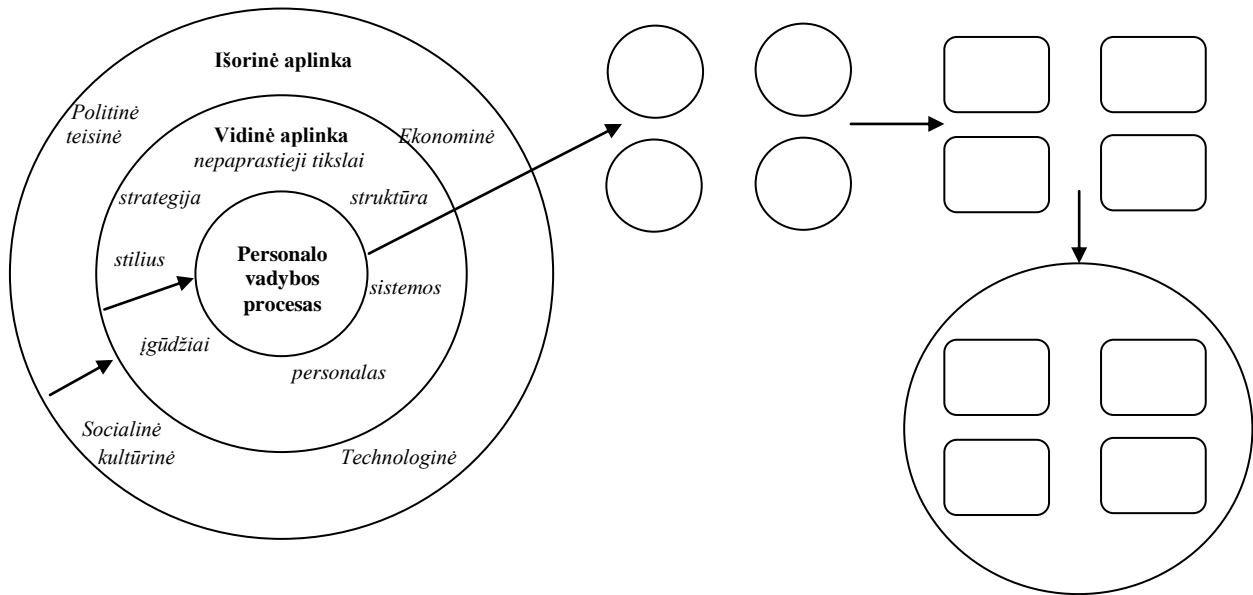 Išorinė aplinka
Politinė
teisinė
Vidinė aplinka
Ekonominė
nepaprastieji tikslai
strategija
struktūra
Personalo
vadybos
procesas
stilius
sistemos
įgūdžiai
personalas
Socialinė
kultūrinė
Technologinė